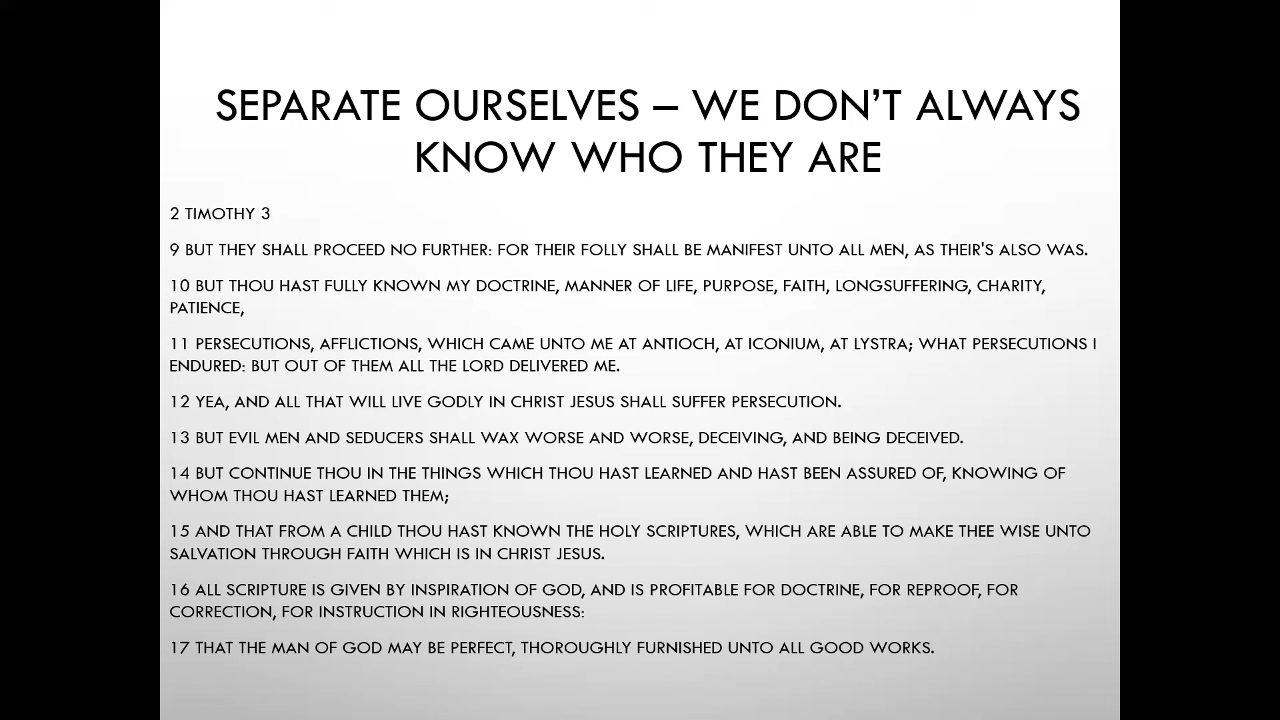 SEPARATE OURSELVES – WE DON’T ALWAYS
KNOW WHO THEY ARE
2 TIMOTHY 3
9 BUT THEY SHALL PROCEED NO FURTHER: FOR THEIR FOLLY SHALL BE MANIFEST UNTO ALL MEN, AS THEIR'S ALSO WAS.
10 BUT THOU HAST FULLY KNOWN MY DOCTRINE, MANNER OF LIFE, PURPOSE, FAITH, LONGSUFFERING, CHARITY,
PATIENCE,
11 PERSECUTIONS, AFFLICTIONS, WHICH CAME UNTO ME AT ANTIOCH, AT ICONIUM, AT LYSTRA; WHAT PERSECUTIONS I
ENDURED: BUT OUT OF THEM ALL THE LORD DELIVERED ME.
12 YEA, AND ALL THAT WILL LIVE GODLY IN CHRIST JESUS SHALL SUFFER PERSECUTION.
13 BUT EVIL MEN AND SEDUCERS SHALL WAX WORSE AND WORSE, DECEIVING, AND BEING DECEIVED.
14 BUT CONTINUE THOU IN THE THINGS WHICH THOU HAST LEARNED AND HAST BEEN ASSURED OF, KNOWING OF
WHOM THOU HAST LEARNED THEM;
15 AND THAT FROM A CHILD THOU HAST KNOWN THE HOLY SCRIPTURES, WHICH ARE ABLE TO MAKE THEE WISE UNTO
SALVATION THROUGH FAITH WHICH IS IN CHRIST JESUS.
16 ALL SCRIPTURE IS GIVEN BY INSPIRATION OF GOD, AND IS PROFITABLE FOR DOCTRINE, FOR REPROOF, FOR
CORRECTION, FOR INSTRUCTION IN RIGHTEOUSNESS:
17 THAT THE MAN OF GOD MAY BE PERFECT, THOROUGHLY FURNISHED UNTO ALL GOOD WORKS.